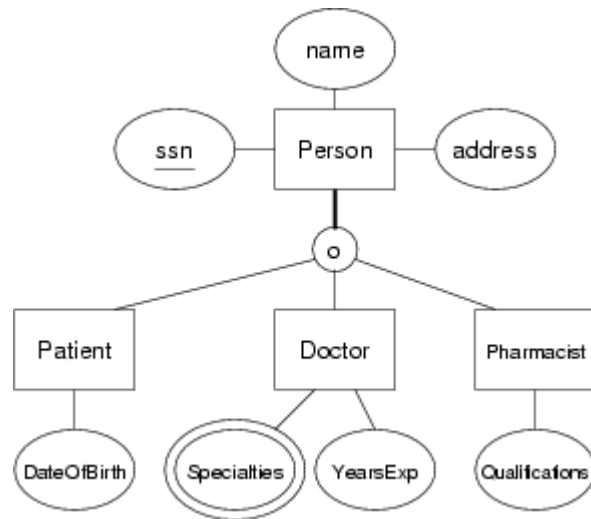 name
ssn
Person
address
o
Patient
Doctor
Pharmacist
DateOfBirth
Specialties
YearsExp
Qualifications